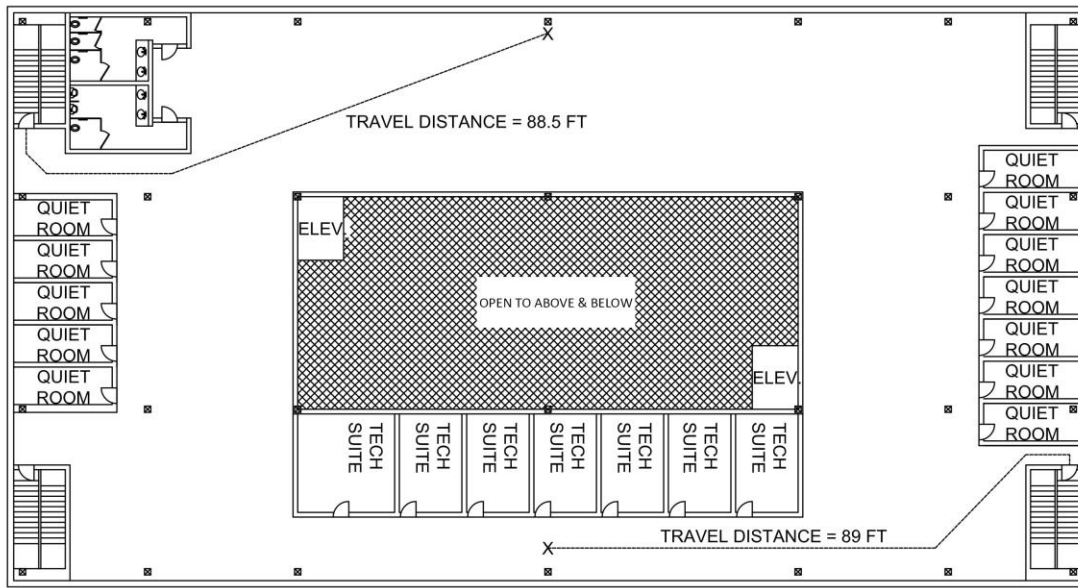 TRAVEL DISTANCE = 88.5 FT
QUIET
ROOM
QUIET
ROOM
QUIET
ROOM
QUIET
ROOM
QUIET
ROOM
ELEV.
OPEN TO ABOVE & BELOW
ELEV.
QUIET
ROOM
QUIET
ROOM
QUIET
ROOM
QUIET
ROOM
QUIET
ROOM
QUIET
ROOM
QUIET
ROOM
TECH
SUITE
TECH
SUITE
TECH
SUITE
TECH
SUITE
TECH
SUITE
TECH
SUITE
TECH
SUITE
TRAVEL DISTANCE = 89 FT
X
X